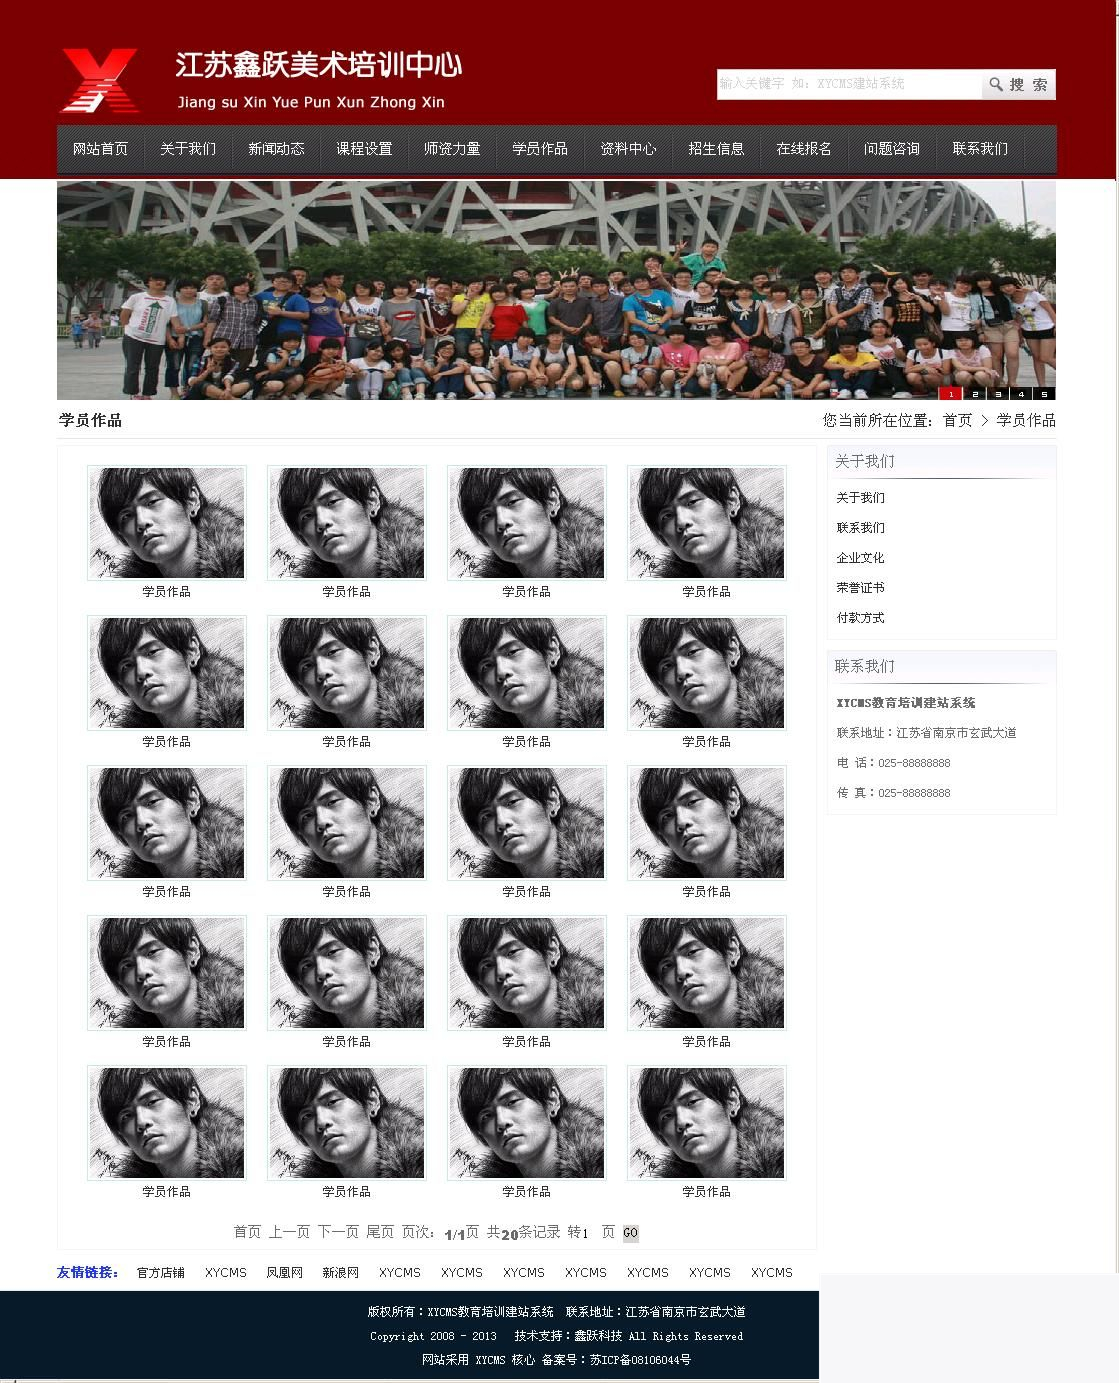 江苏鑫跃美术培训中心
Jiang su Xin Yue Pun Xun Zhong Xin
输入关键字 如：XYCMS建站系统
搜 索
网站首页 关于我们 新闻动态 课程设置 师资力量 学员作品 资料中心 招生信息 在线报名 问题咨询 联系我们
1 2 3 4 5
学员作品
您当前所在位置：首页 > 学员作品
学员作品 学员作品 学员作品 学员作品
学员作品 学员作品 学员作品 学员作品
学员作品 学员作品 学员作品 学员作品
学员作品 学员作品 学员作品 学员作品
学员作品 学员作品 学员作品 学员作品
首页 上一页 下一页 尾页 页次：1/1页 共20条记录 转1 页 GO
关于我们
关于我们
联系我们
企业文化
荣誉证书
付款方式
联系我们
XYCMS教育培训建站系统
联系地址：江苏省南京市玄武大道
电 话：025-88888888
传 真：025-88888888
友情链接： 官方店铺 XYCMS 凤凰网 新浪网 XYCMS XYCMS XYCMS XYCMS XYCMS XYCMS XYCMS
版权所有：XYCMS教育培训建站系统 联系地址：江苏省南京市玄武大道
Copyright 2008 - 2013 技术支持：鑫跃科技 All Rights Reserved
网站采用 XYCMS 核心 备案号：苏ICP备08106044号